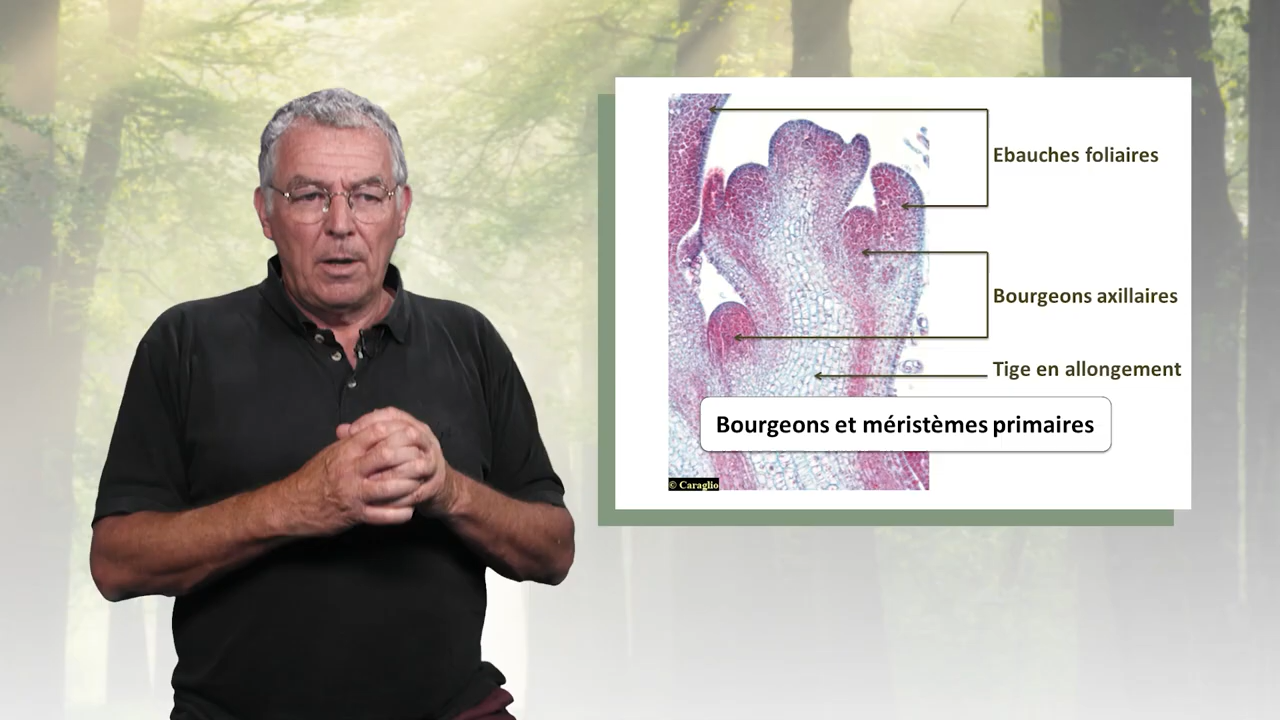 Ebauches foliaires
Bourgeons axillaires
Tige en allongement
Bourgeons et méristèmes primaires
© Caraglio